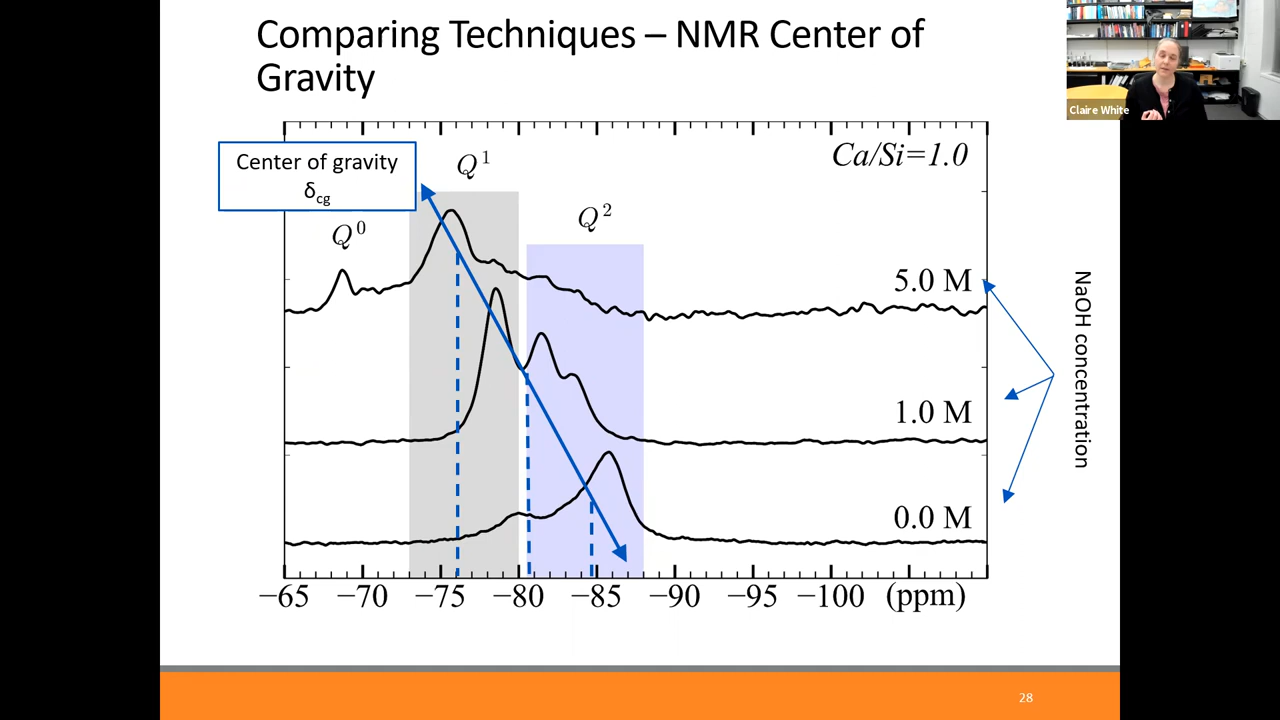 Comparing Techniques – NMR Center of
Gravity
Claire White
Center of gravity
δcg
Q¹
Ca/Si=1.0
Q⁰
Q²
5.0 M
1.0 M
0.0 M
NaOH concentration
−65 −70 −75 −80 −85 −90 −95 −100 (ppm)
28